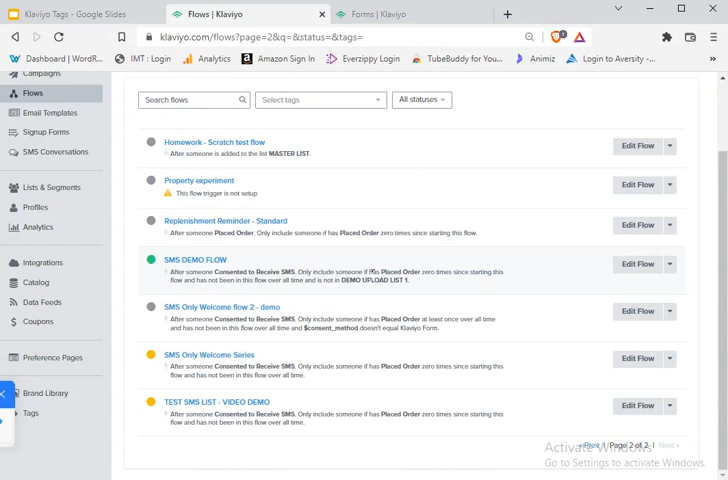 Klaviyo Tags - Google Slides
Flows | Klaviyo
Forms | Klaviyo
klaviyo.com/flows?page=2&q=&status=&tags=
7
Dashboard | WordPR...
IMT : Login
Analytics
Amazon Sign In
Everzippy Login
TubeBuddy for You...
Animiz
Login to Aversity -...
Campaigns
Flows
Email Templates
Signup Forms
SMS Conversations
Lists & Segments
Profiles
Analytics
Integrations
Catalog
Data Feeds
Coupons
Preference Pages
Brand Library
Tags
Search flows
Select tags
All statuses
Homework - Scratch test flow
After someone is added to the list MASTER LIST.
Edit Flow
Property experiment
This flow trigger is not setup
Edit Flow
Replenishment Reminder - Standard
After someone Placed Order. Only include someone if has Placed Order zero times since starting this flow.
Edit Flow
SMS DEMO FLOW
After someone Consented to Receive SMS. Only include someone if has Placed Order zero times since starting this
flow and has not been in this flow over all time and is not in DEMO UPLOAD LIST 1.
Edit Flow
SMS Only Welcome flow 2 - demo
After someone Consented to Receive SMS. Only include someone if has Placed Order at least once over all time
and has not been in this flow over all time and $consent_method doesn't equal Klaviyo Form.
Edit Flow
SMS Only Welcome Series
After someone Consented to Receive SMS. Only include someone if has Placed Order zero times since starting this
flow and has not been in this flow over all time.
Edit Flow
TEST SMS LIST - VIDEO DEMO
After someone Consented to Receive SMS. Only include someone if has Placed Order zero times since starting this
flow and has not been in this flow over all time.
Edit Flow
« Prev 1 | Page 2 of 2 | Next »
Activate Windows
Go to Settings to activate Windows.